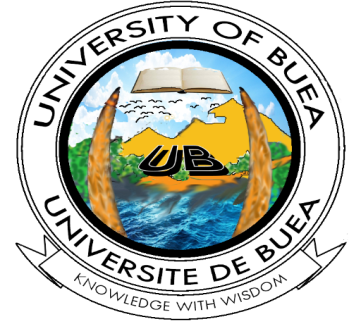 UNIVERSITY OF BUEA
UB
UNIVERSITE DE BUEA
KNOWLEDGE WITH WISDOM